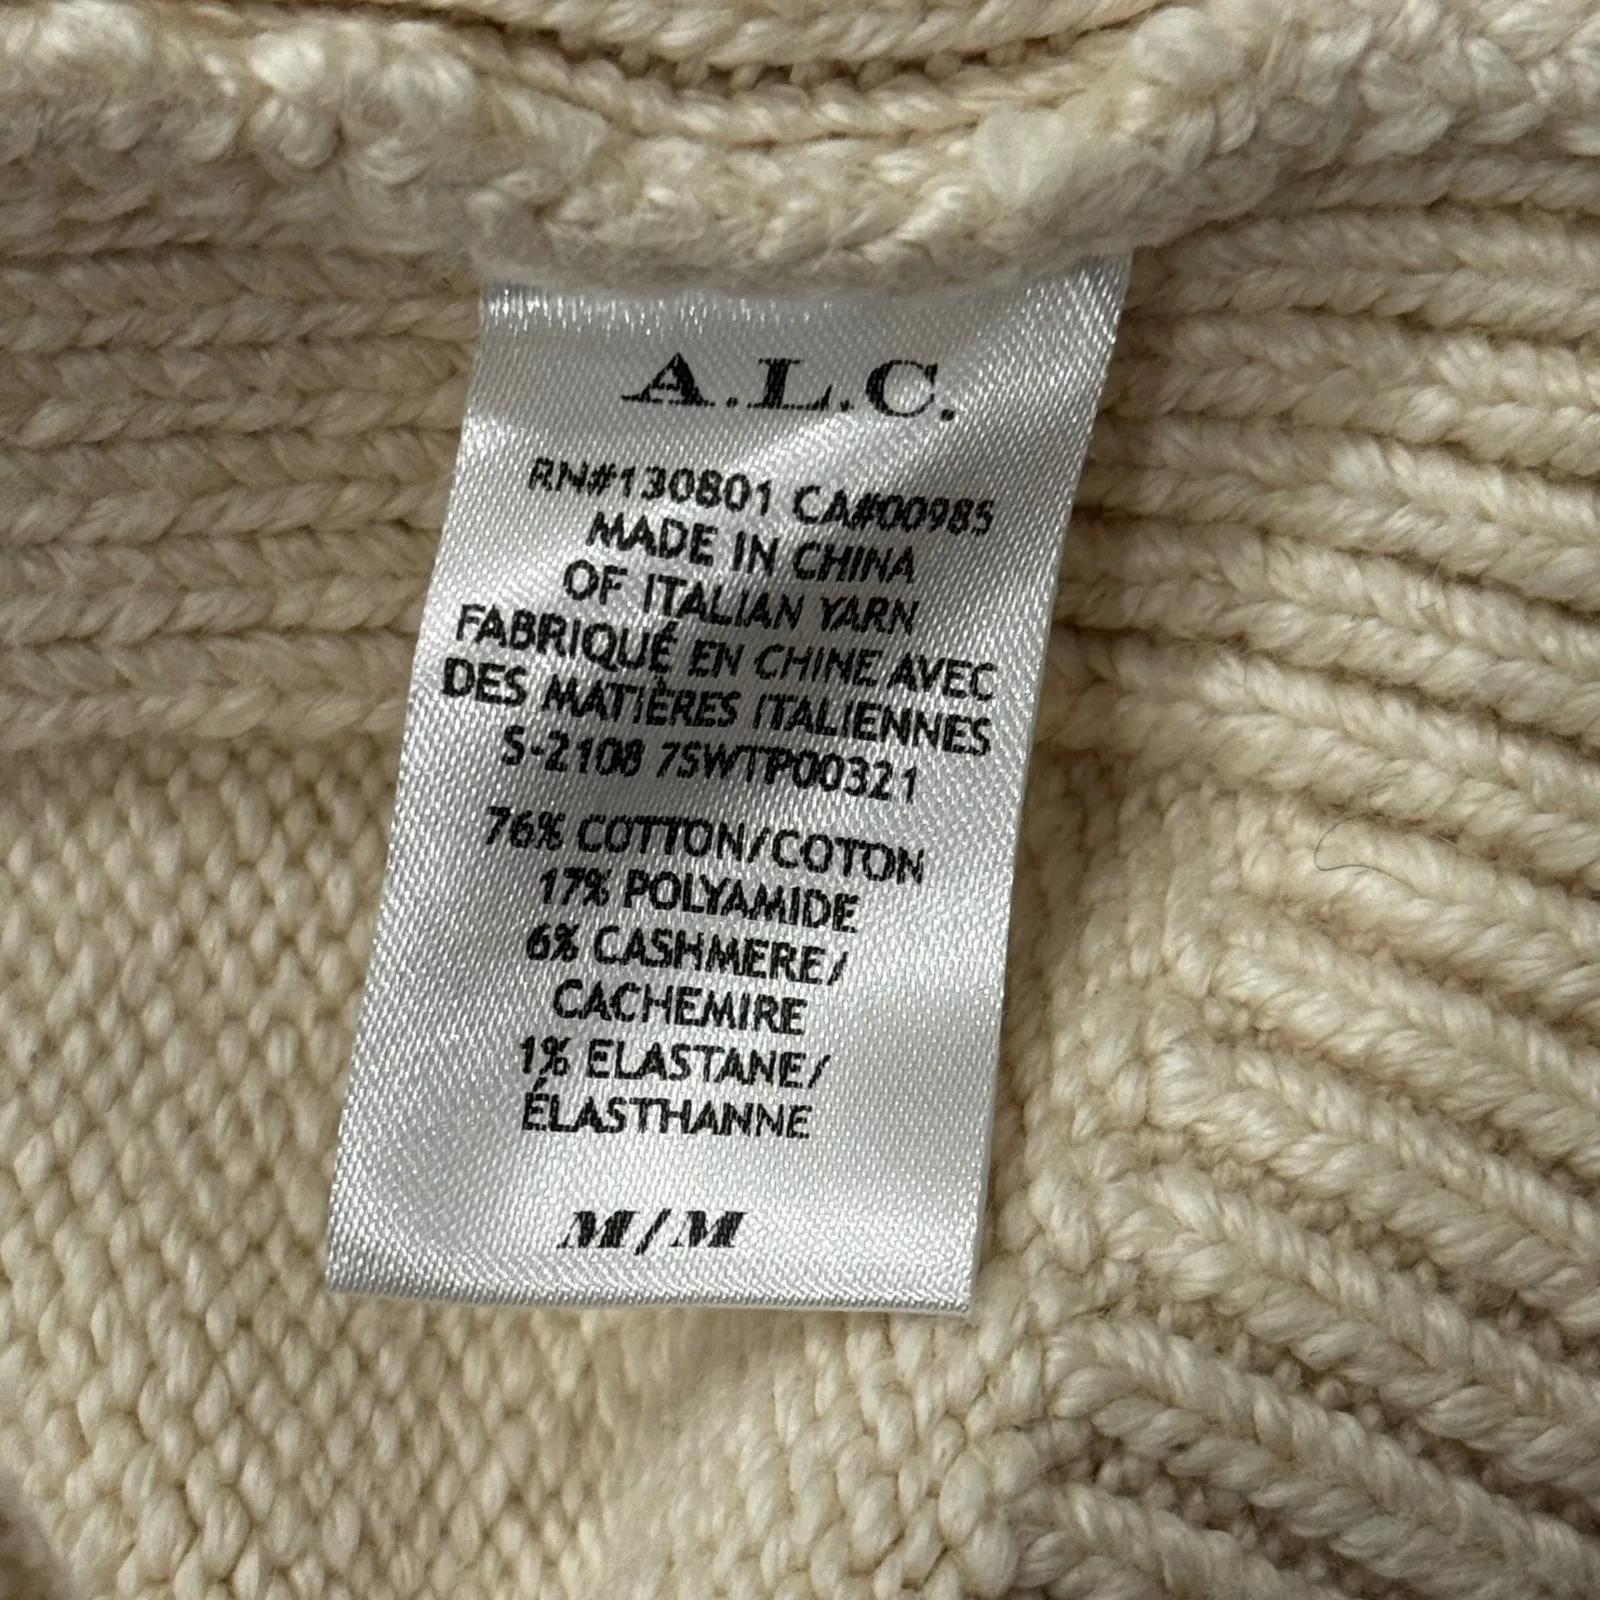 A.L.C.
RN#130801 CA#00985
MADE IN CHINA
OF ITALIAN YARN
FABRIQUÉ EN CHINE AVEC
DES MATIÈRES ITALIENNES
S-2108 7SWTP00321
76% COTTON/COTON
17% POLYAMIDE
6% CASHMERE/
CACHEMIRE
1% ELASTANE/
ÉLASTHANNE
M/M